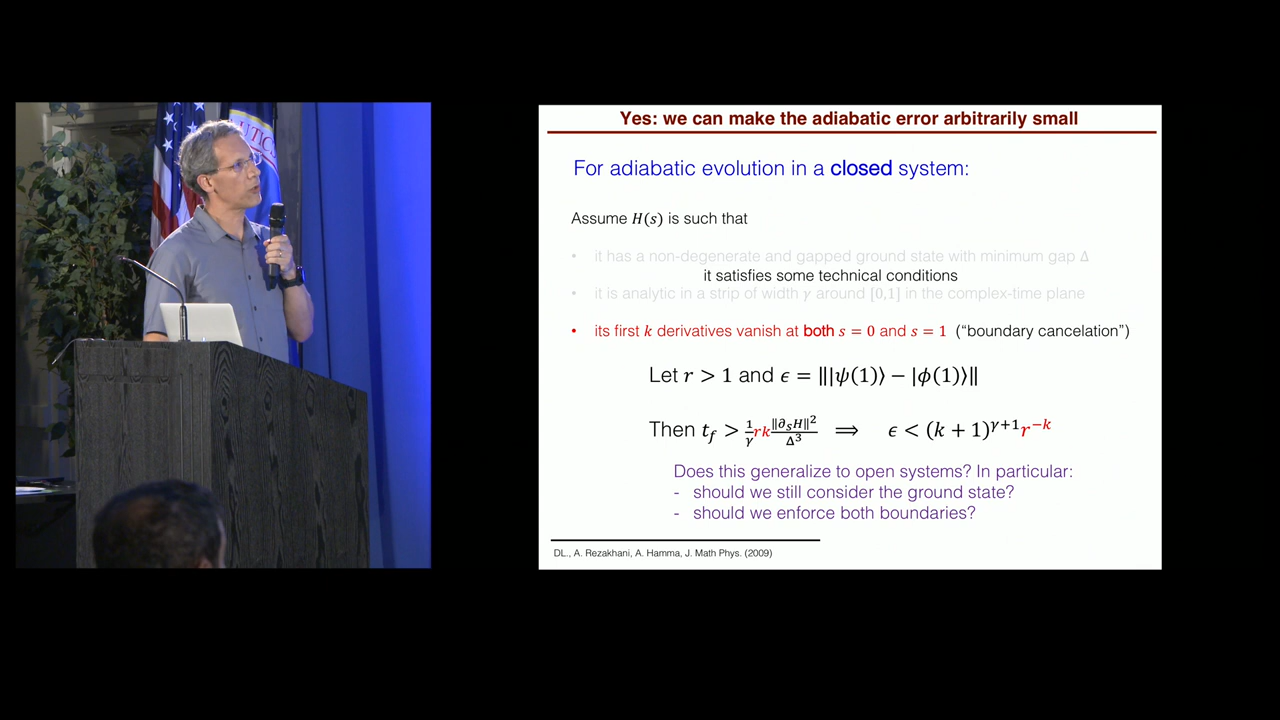 Yes: we can make the adiabatic error arbitrarily small
For adiabatic evolution in a closed system:
Assume H(s) is such that
• it has a non-degenerate and gapped ground state with minimum gap Δ
it satisfies some technical conditions
• it is analytic in a strip of width γ around [0,1] in the complex-time plane
• its first k derivatives vanish at both s = 0 and s = 1 (“boundary cancelation”)
Let r > 1 and ϵ = ‖|ψ(1)⟩ − |ϕ(1)⟩‖
Then t_f > 1/γ rk ‖∂_sH‖²/Δ³ ⟹ ϵ < (k + 1)^{γ+1} r^{−k}
Does this generalize to open systems? In particular:
- should we still consider the ground state?
- should we enforce both boundaries?
DL., A. Rezakhani, A. Hamma, J. Math Phys. (2009)
UTICS